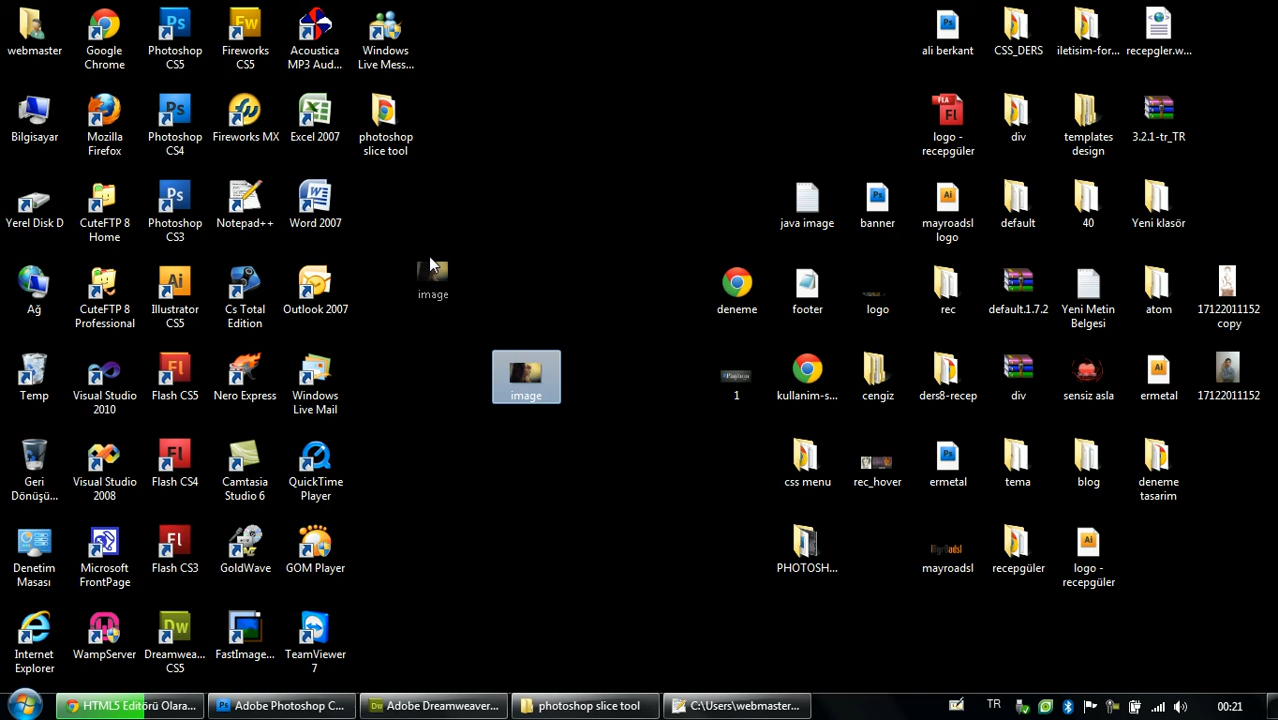 webmaster
Google
Chrome
Photoshop
CS5
Fireworks
CS5
Acoustica
MP3 Aud...
Windows
Live Mess...
ali berkant
CSS_DERS
iletisim-for...
recepgler.w...
Bilgisayar
Mozilla
Firefox
Photoshop
CS4
Fireworks MX
Excel 2007
photoshop
slice tool
logo -
recepgüler
div
templates
design
3.2.1-tr_TR
Yerel Disk D
CuteFTP 8
Home
Photoshop
CS3
Notepad++
Word 2007
java image
banner
mayroadsl
logo
default
40
Yeni klasör
image
Ağ
CuteFTP 8
Professional
Illustrator
CS5
Cs Total
Edition
Outlook 2007
deneme
footer
logo
rec
default.1.7.2
Yeni Metin
Belgesi
atom
17122011152
copy
Temp
Visual Studio
2010
Flash CS5
Nero Express
Windows
Live Mail
image
1
kullanim-s...
cengiz
ders8-recep
div
sensiz asla
ermetal
17122011152
Geri
Dönüşü...
Visual Studio
2008
Flash CS4
Camtasia
Studio 6
QuickTime
Player
css menu
rec_hover
ermetal
tema
blog
deneme
tasarim
Denetim
Masası
Microsoft
FrontPage
Flash CS3
GoldWave
GOM Player
PHOTOSH...
mayroadsl
recepgüler
logo -
recepgüler
Internet
Explorer
WampServer
Dreamwea...
CS5
FastImage...
TeamViewer
7
HTML5 Editörü Olara...
Adobe Photoshop C...
Adobe Dreamweaver...
photoshop slice tool
C:\Users\webmaster...
TR
00:21